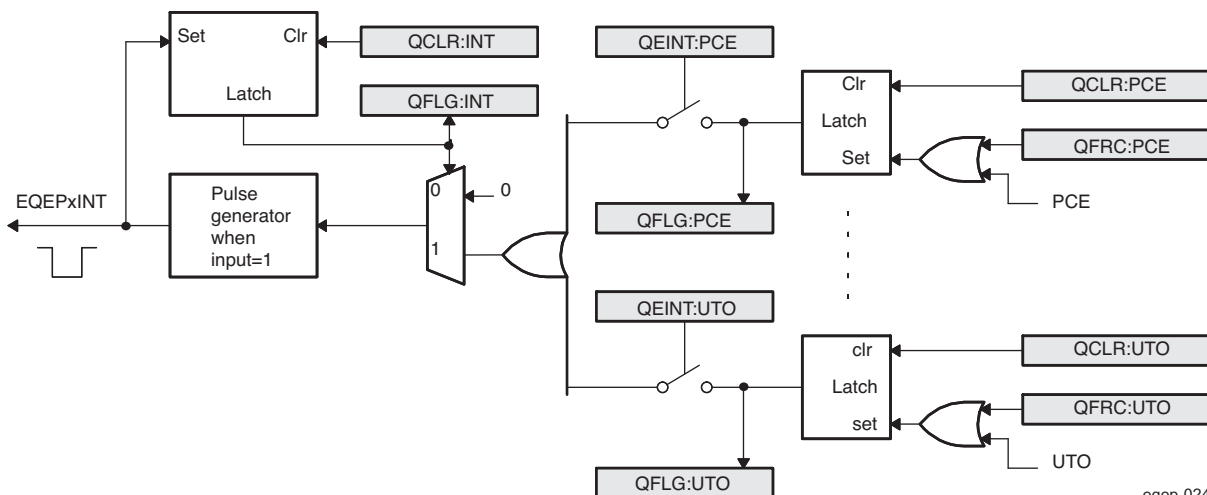 Set
Clr
Latch
QCLR:INT
QFLG:INT
QEINT:PCE
Clr
Latch
Set
QCLR:PCE
QFRC:PCE
PCE
EQEPxINT
Pulse
generator
when
input=1
0
0
1
QFLG:PCE
QEINT:UTO
clr
Latch
set
QCLR:UTO
QFRC:UTO
UTO
QFLG:UTO